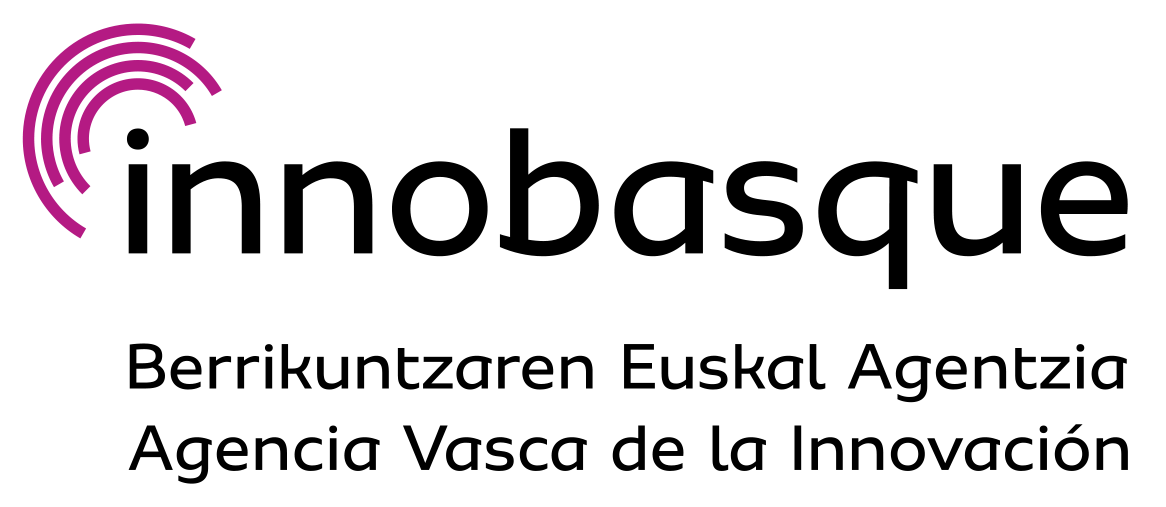 innobasque
Berrikuntzaren Euskal Agentzia
Agencia Vasca de la Innovación